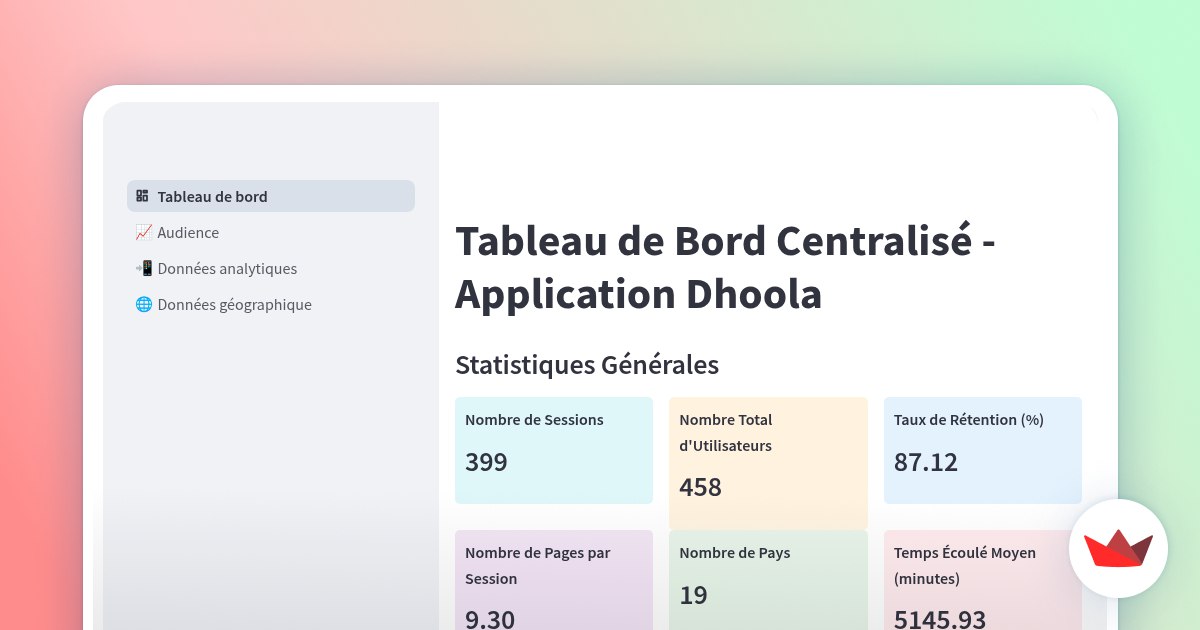 Tableau de bord
Audience
Données analytiques
Données géographique
Tableau de Bord Centralisé -
Application Dhoola
Statistiques Générales
Nombre de Sessions
399
Nombre Total
d'Utilisateurs
458
Taux de Rétention (%)
87.12
Nombre de Pages par
Session
9.30
Nombre de Pays
19
Temps Écoulé Moyen
(minutes)
5145.93